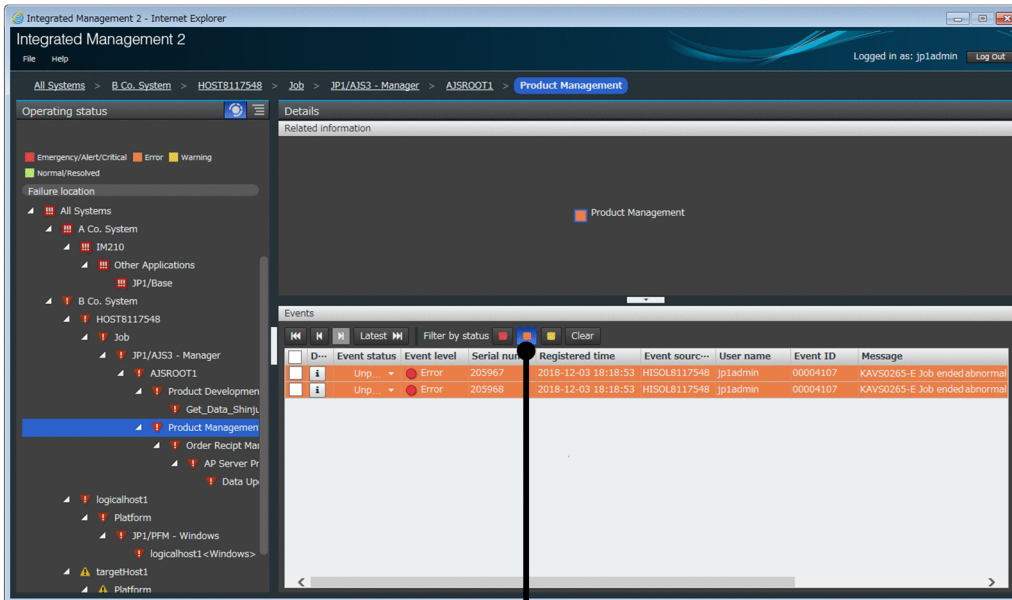 Integrated Management 2 - Internet Explorer
Integrated Management 2
File Help
Logged in as: jp1admin Log Out
All Systems > B Co. System > HOST8117548 > Job > JP1/AJS3 - Manager > AJSROOT1 > Product Management
Operating status
Emergency/Alert/Critical Error Warning
Normal/Resolved
Failure location
All Systems
A Co. System
IM210
Other Applications
JP1/Base
B Co. System
HOST8117548
Job
JP1/AJS3 - Manager
AJSROOT1
Product Developmen
Get_Data_Shinju
Product Managemen
Order Recipt Mar
AP Server Pr
Data Up
logicalhost1
Platform
JP1/PFM - Windows
logicalhost1<Windows>
targetHost1
Platform
Details
Related information
Product Management
Events
Latest Filter by status Clear
D··· Event status Event level Serial num Registered time Event sourc··· User name Event ID Message
i Unp... Error 205967 2018-12-03 18:18:53 HISOL8117548 jp1admin 00004107 KAVS0265-E Job ended abnormal
i Unp... Error 205968 2018-12-03 18:18:53 HISOL8117548 jp1admin 00004107 KAVS0265-E Job ended abnormal